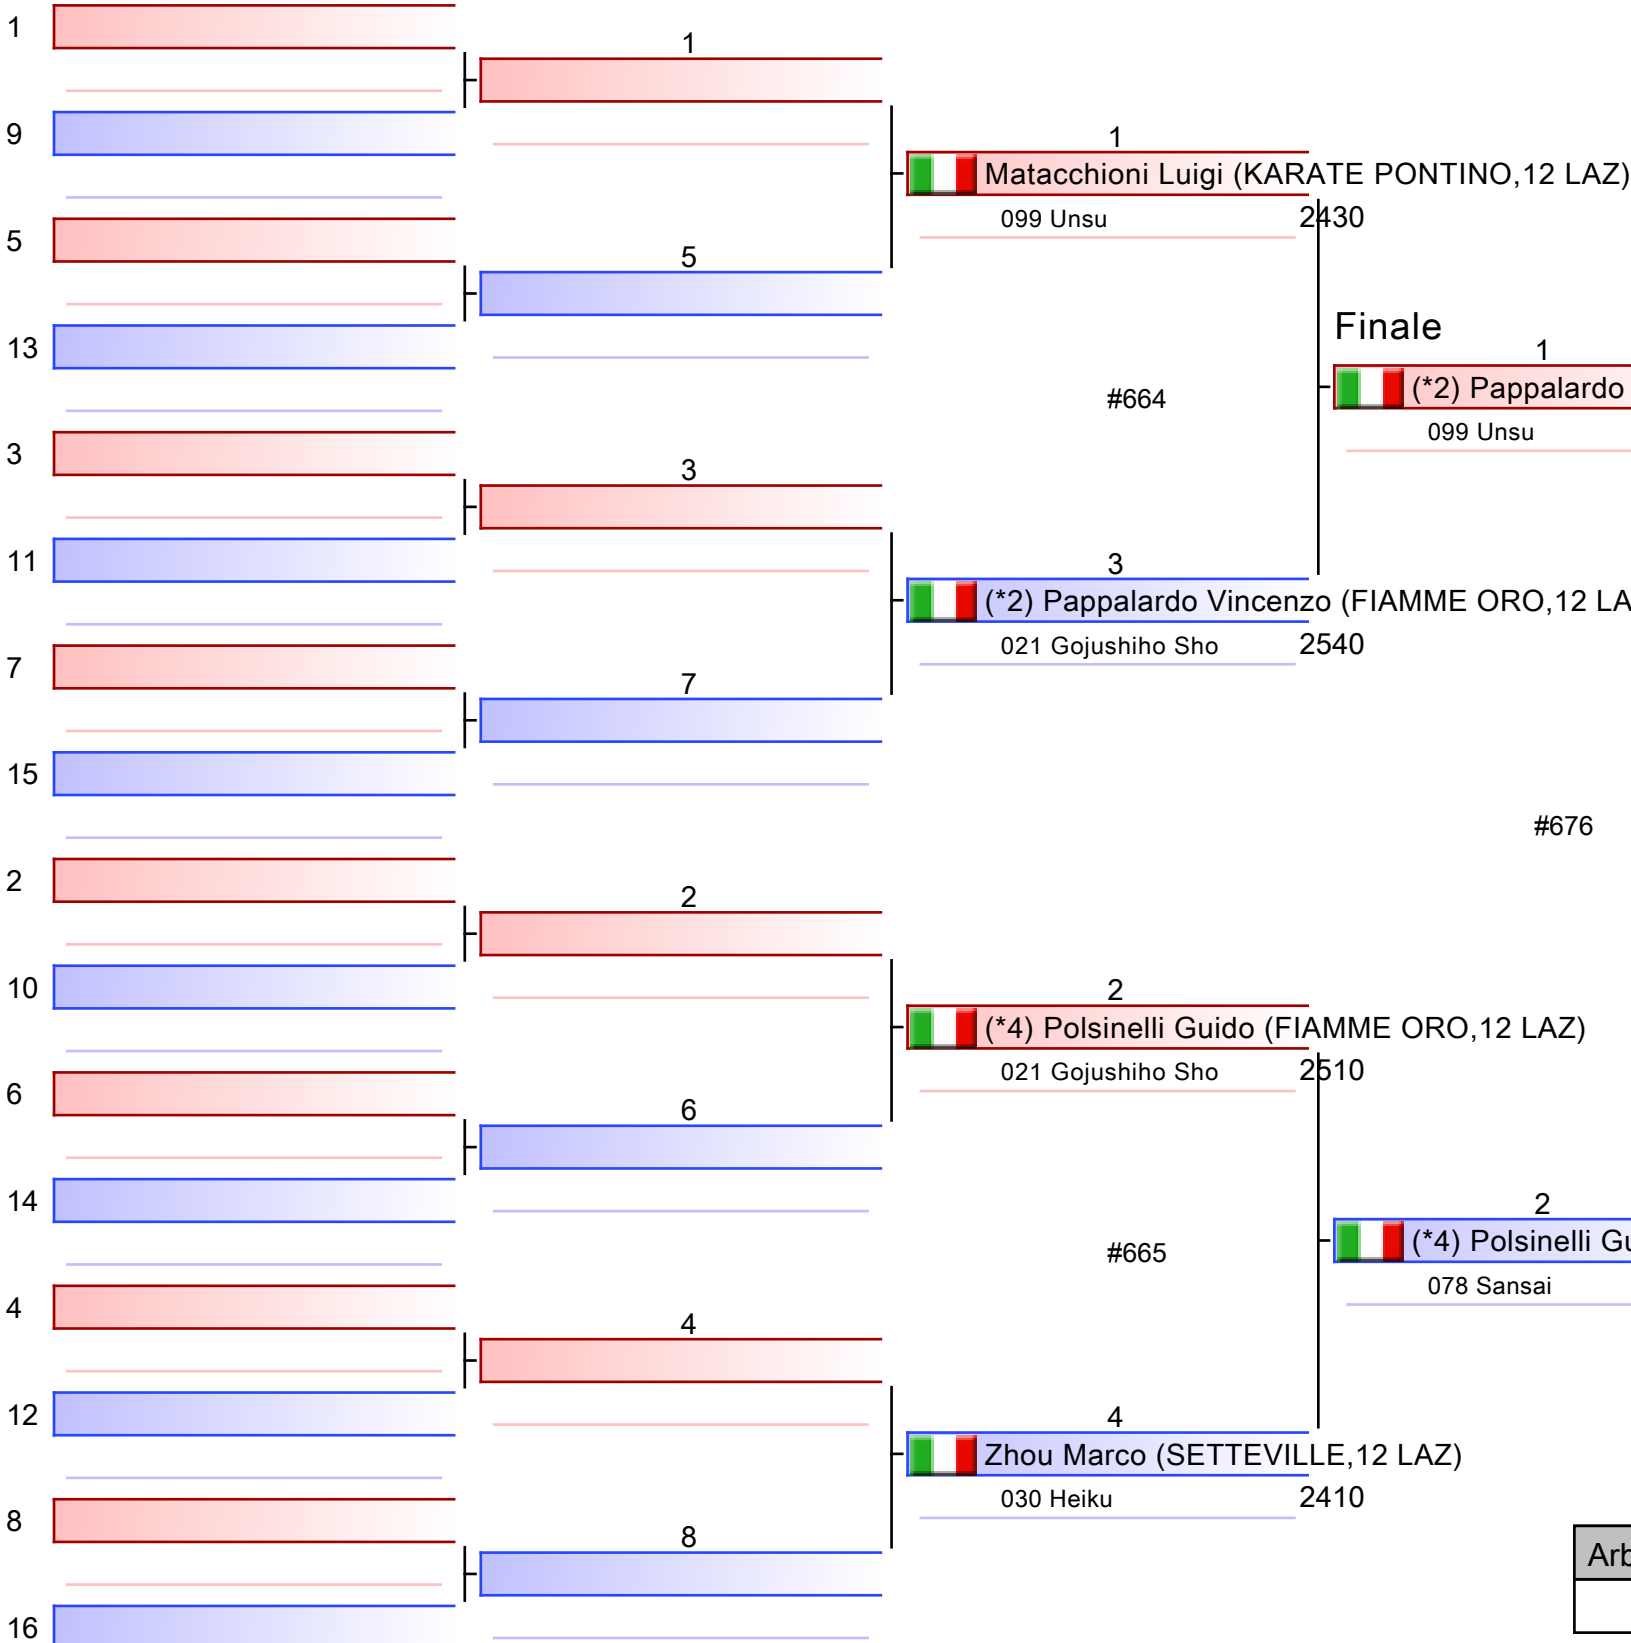 1
9
5
13
3
11
7
15
2
10
6
14
4
12
8
16
1
5
3
7
2
6
4
8
1
Matacchioni Luigi (KARATE PONTINO,12 LAZ)
099 Unsu 2430
#664
3
(*2) Pappalardo Vincenzo (FIAMME ORO,12 LA
021 Gojushiho Sho 2540
2
(*4) Polsinelli Guido (FIAMME ORO,12 LAZ)
021 Gojushiho Sho 2510
#665
4
Zhou Marco (SETTEVILLE,12 LAZ)
030 Heiku 2410
Finale
1
(*2) Pappalardo
099 Unsu
#676
2
(*4) Polsinelli Gu
078 Sansai
Arb